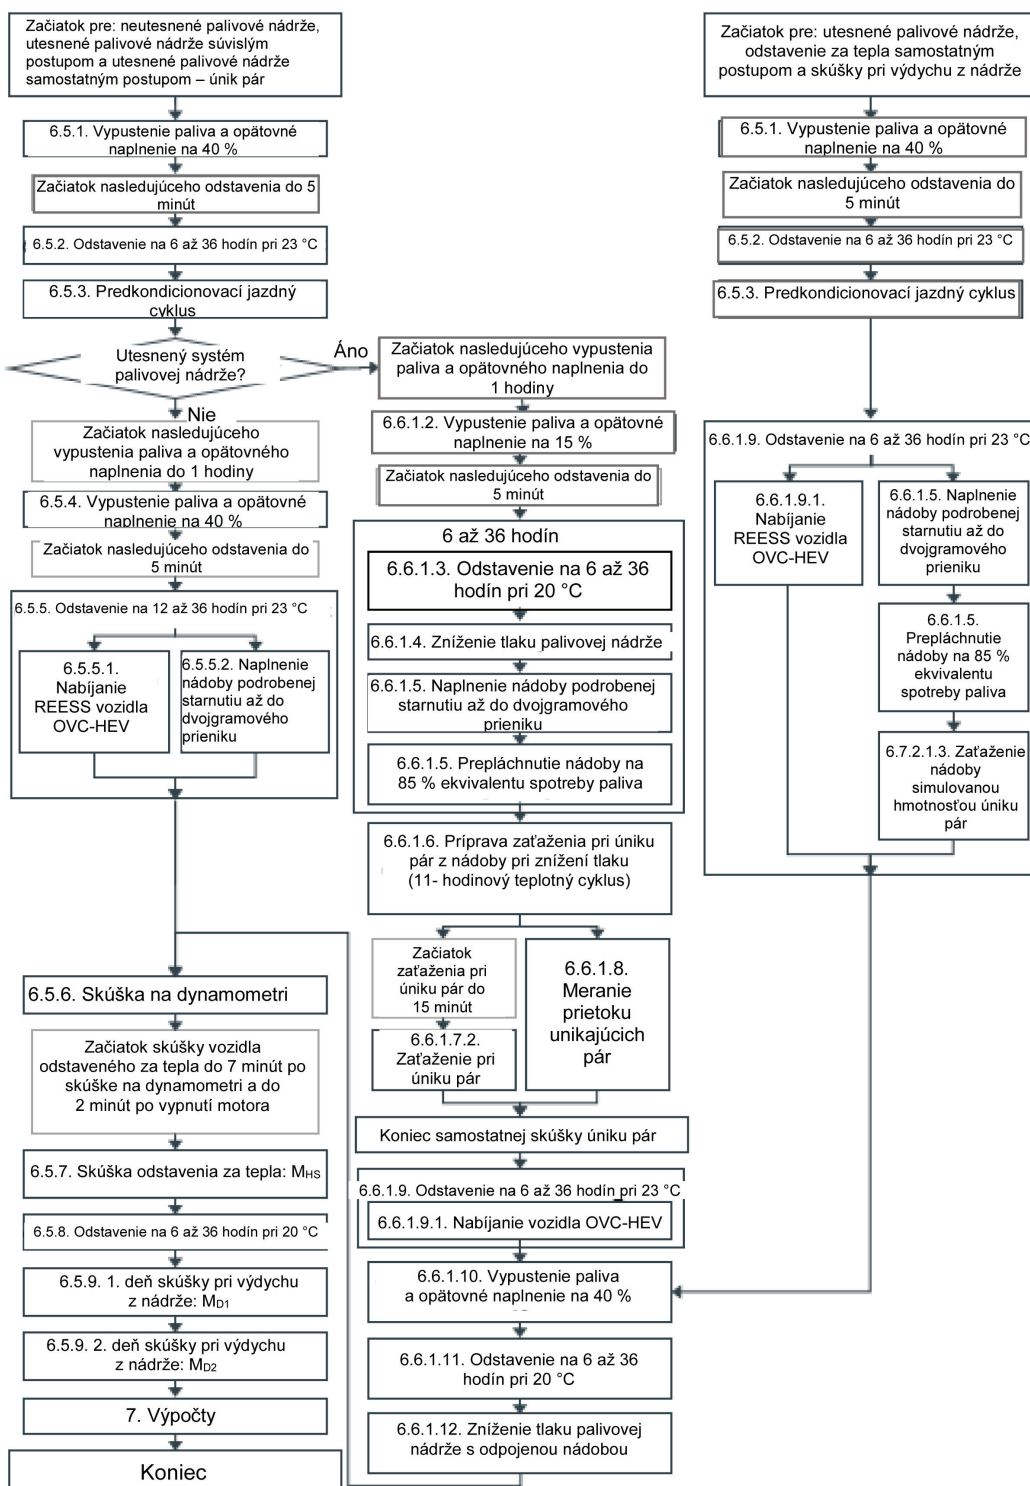 Začiatok pre: neutesnené palivové nádrže,
utesnené palivové nádrže súvislým
postupom a utesnené palivové nádrže
samostatným postupom – únik pár
6.5.1. Vypustenie paliva a opätovné
naplnenie na 40 %
Začiatok nasledujúceho odstavenia do 5
minút
6.5.2. Odstavenie na 6 až 36 hodín pri 23 °C
6.5.3. Predkondicionovací jazdný
cyklus
Utesnený systém
palivovej nádrže?
Áno
Nie
Začiatok nasledujúceho
vypustenia paliva a opätovného
naplnenia do 1 hodiny
6.5.4. Vypustenie paliva a opätovné
naplnenie na 40 %
Začiatok nasledujúceho odstavenia do
5 minút
6.5.5. Odstavenie na 12 až 36 hodín pri 23 °C
6.5.5.1.
Nabíjanie
REESS vozidla
OVC-HEV
6.5.5.2. Naplnenie
nádoby podrobenej
starnutiu až do
dvojgramového
prieniku
6.5.6. Skúška na dynamometri
Začiatok skúšky vozidla
odstaveného za tepla do 7 minút po
skúške na dynamometri a do
2 minút po vypnutí motora
6.5.7. Skúška odstavenia za tepla: MHS
6.5.8. Odstavenie na 6 až 36 hodín pri 20 °C
6.5.9. 1. deň skúšky pri výdychu
z nádrže: MD1
6.5.9. 2. deň skúšky pri výdychu
z nádrže: MD2
7. Výpočty
Koniec
Začiatok nasledujúceho vypustenia
paliva a opätovného naplnenia do
1 hodiny
6.6.1.2. Vypustenie paliva a opätovné
naplnenie na 15 %
Začiatok nasledujúceho odstavenia do
5 minút
6 až 36 hodín
6.6.1.3. Odstavenie na 6 až 36
hodín pri 20 °C
6.6.1.4. Zníženie tlaku palivovej nádrže
6.6.1.5. Naplnenie nádoby podrobenej
starnutiu až do dvojgramového
prieniku
6.6.1.5. Prepláchnutie nádoby na
85 % ekvivalentu spotreby paliva
6.6.1.6. Príprava zaťaženia pri úniku
pár z nádoby pri znížení tlaku
(11- hodinový teplotný cyklus)
Začiatok
zaťaženia pri
úniku pár do
15 minút
6.6.1.7.2.
Zaťaženie pri
úniku pár
6.6.1.8.
Meranie
prietoku
unikajúcich
pár
Koniec samostatnej skúšky úniku pár
6.6.1.9. Odstavenie na 6 až 36 hodín pri 23 °C
6.6.1.9.1. Nabíjanie vozidla OVC-HEV
6.6.1.10. Vypustenie paliva
a opätovné naplnenie na 40 %
6.6.1.11. Odstavenie na 6 až 36
hodín pri 20 °C
6.6.1.12. Zníženie tlaku palivovej
nádrže s odpojenou nádobou
Začiatok pre: utesnené palivové nádrže,
odstavenie za tepla samostatným
postupom a skúšky pri výdychu z nádrže
6.5.1. Vypustenie paliva a opätovné
naplnenie na 40 %
Začiatok nasledujúceho odstavenia do
5 minút
6.5.2. Odstavenie na 6 až 36 hodín pri 23 °C
6.5.3. Predkondicionovací jazdný
cyklus
6.6.1.9. Odstavenie na 6 až 36 hodín pri 23 °C
6.6.1.9.1.
Nabíjanie
REESS vozidla
OVC-HEV
6.6.1.5. Naplnenie
nádoby podrobenej
starnutiu až do
dvojgramového
prieniku
6.6.1.5.
Prepláchnutie
nádoby na 85 %
ekvivalentu
spotreby paliva
6.7.2.1.3. Zaťaženie
nádoby
simulovanou
hmotnosťou úniku
pár